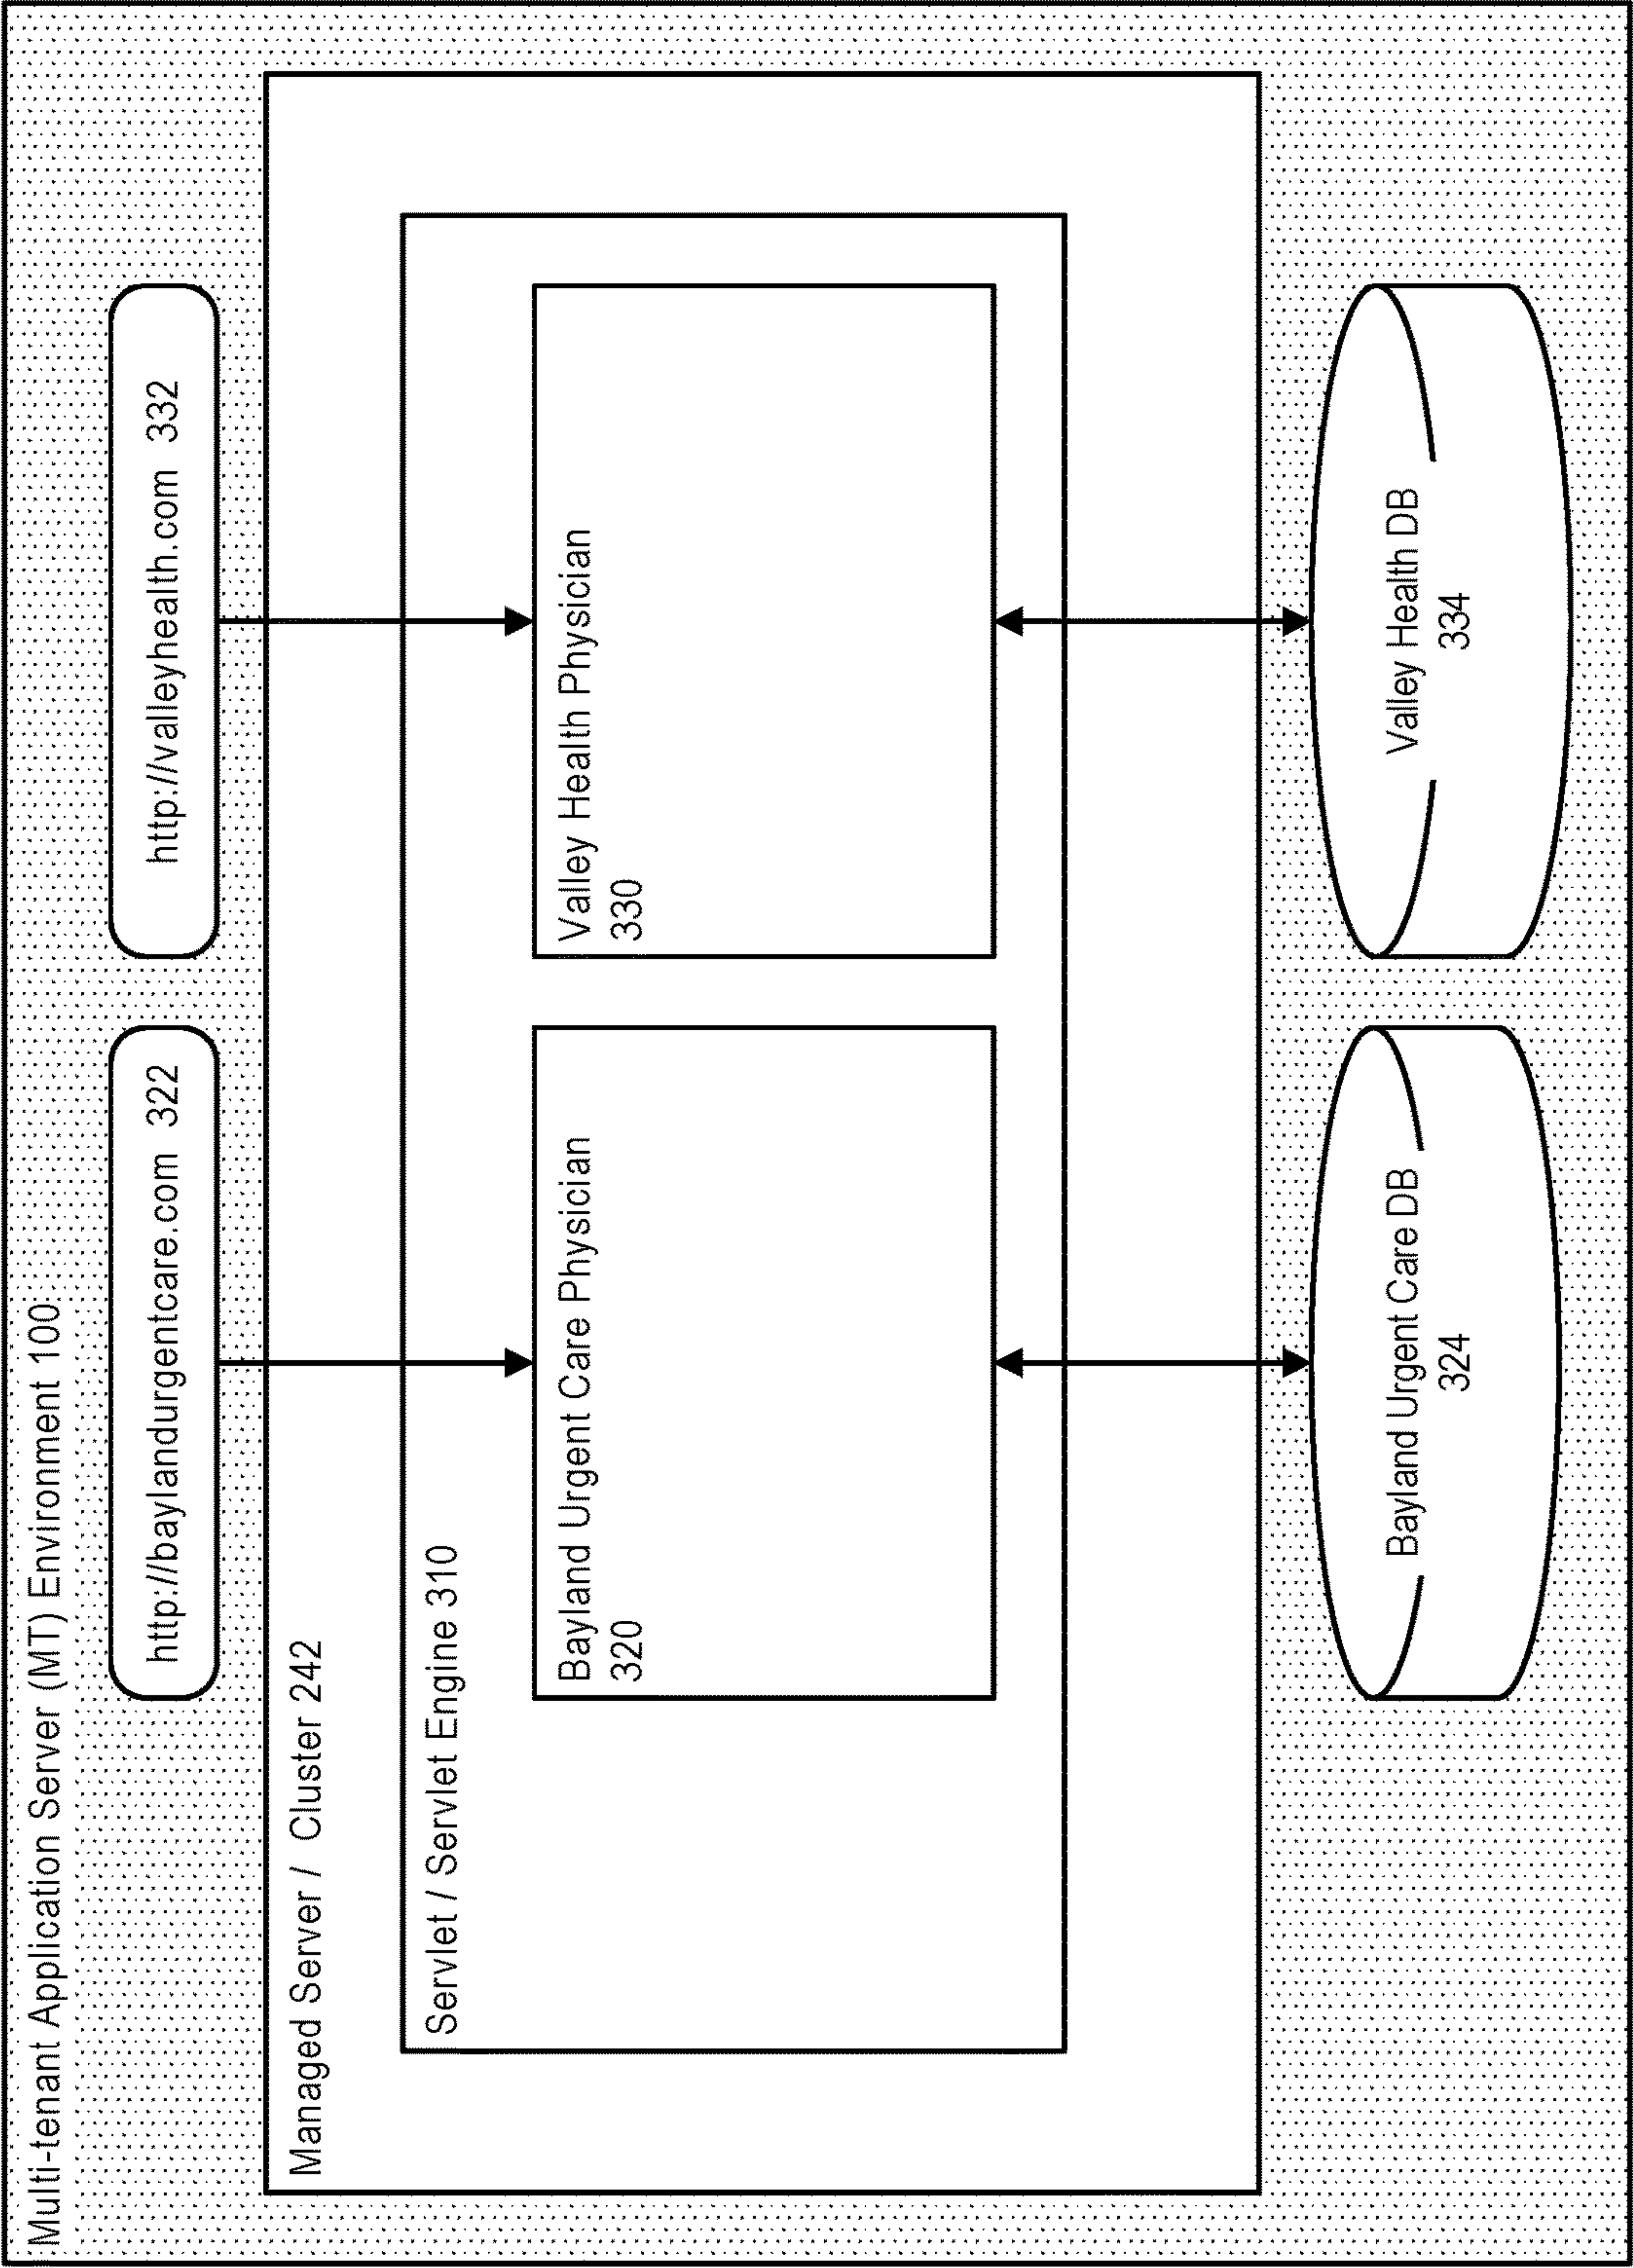 Multi-tenant Application Server (MT) Environment 100
http://baylandurgentcare.com 322
http://valleyhealth.com 332
Managed Server / Cluster 242
Servlet / Servlet Engine 310
Bayland Urgent Care Physician
320
Valley Health Physician
330
Bayland Urgent Care DB
324
Valley Health DB
334